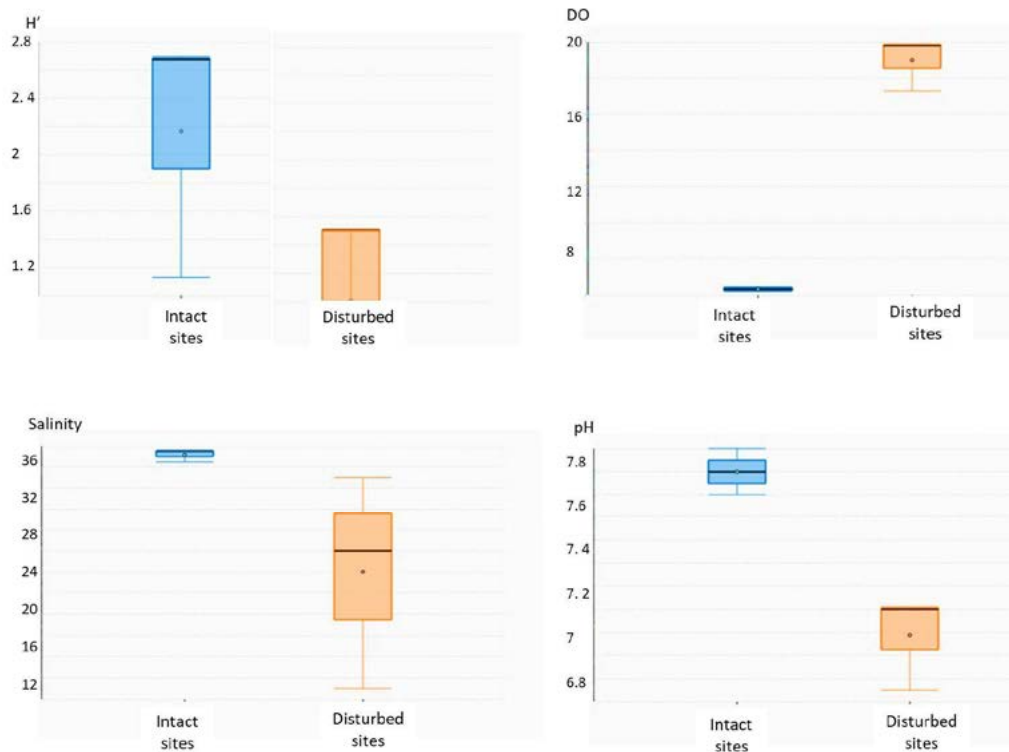 H'
2.8
2. 4
2
1.6
1. 2
Intact
sites
Disturbed
sites
DO
20
16
12
8
Intact
sites
Disturbed
sites
Salinity
36
32
28
24
20
16
12
Intact
sites
Disturbed
sites
pH
7.8
7.6
7. 4
7. 2
7
6.8
Intact
sites
Disturbed
sites